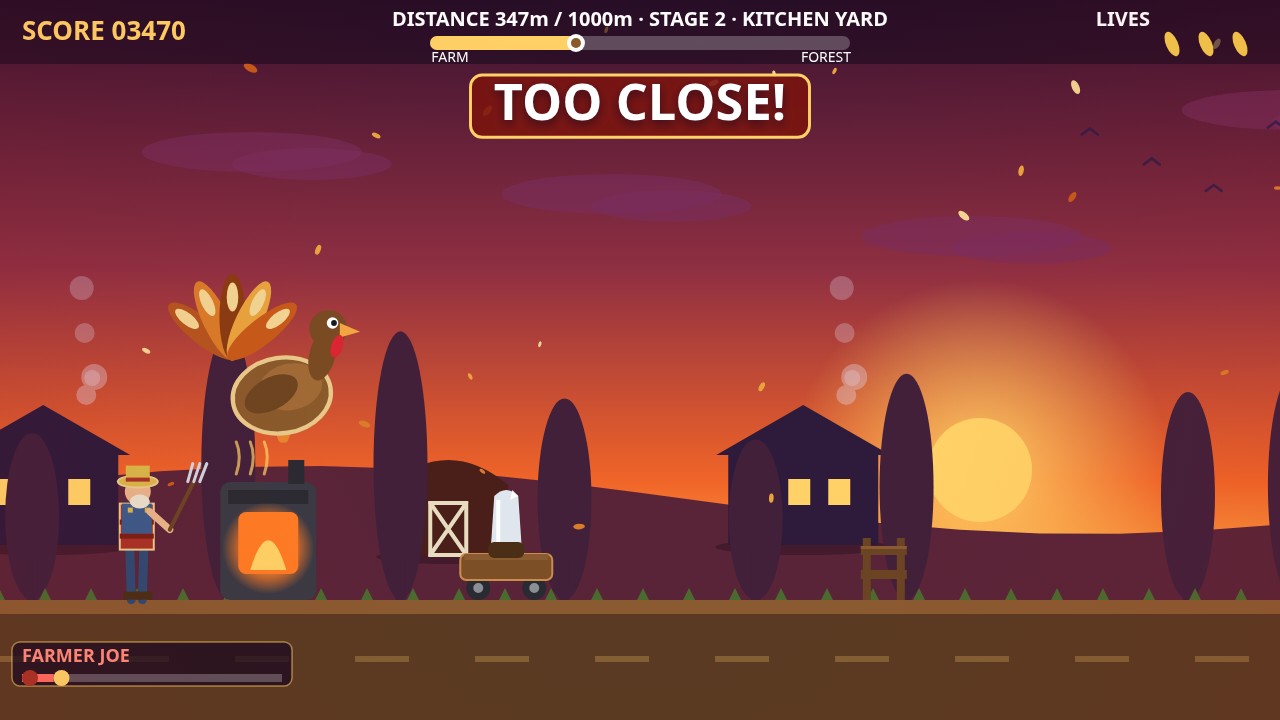 SCORE 03470
DISTANCE 347m / 1000m · STAGE 2 · KITCHEN YARD
LIVES
FARM
FOREST
TOO CLOSE!
FARMER JOE